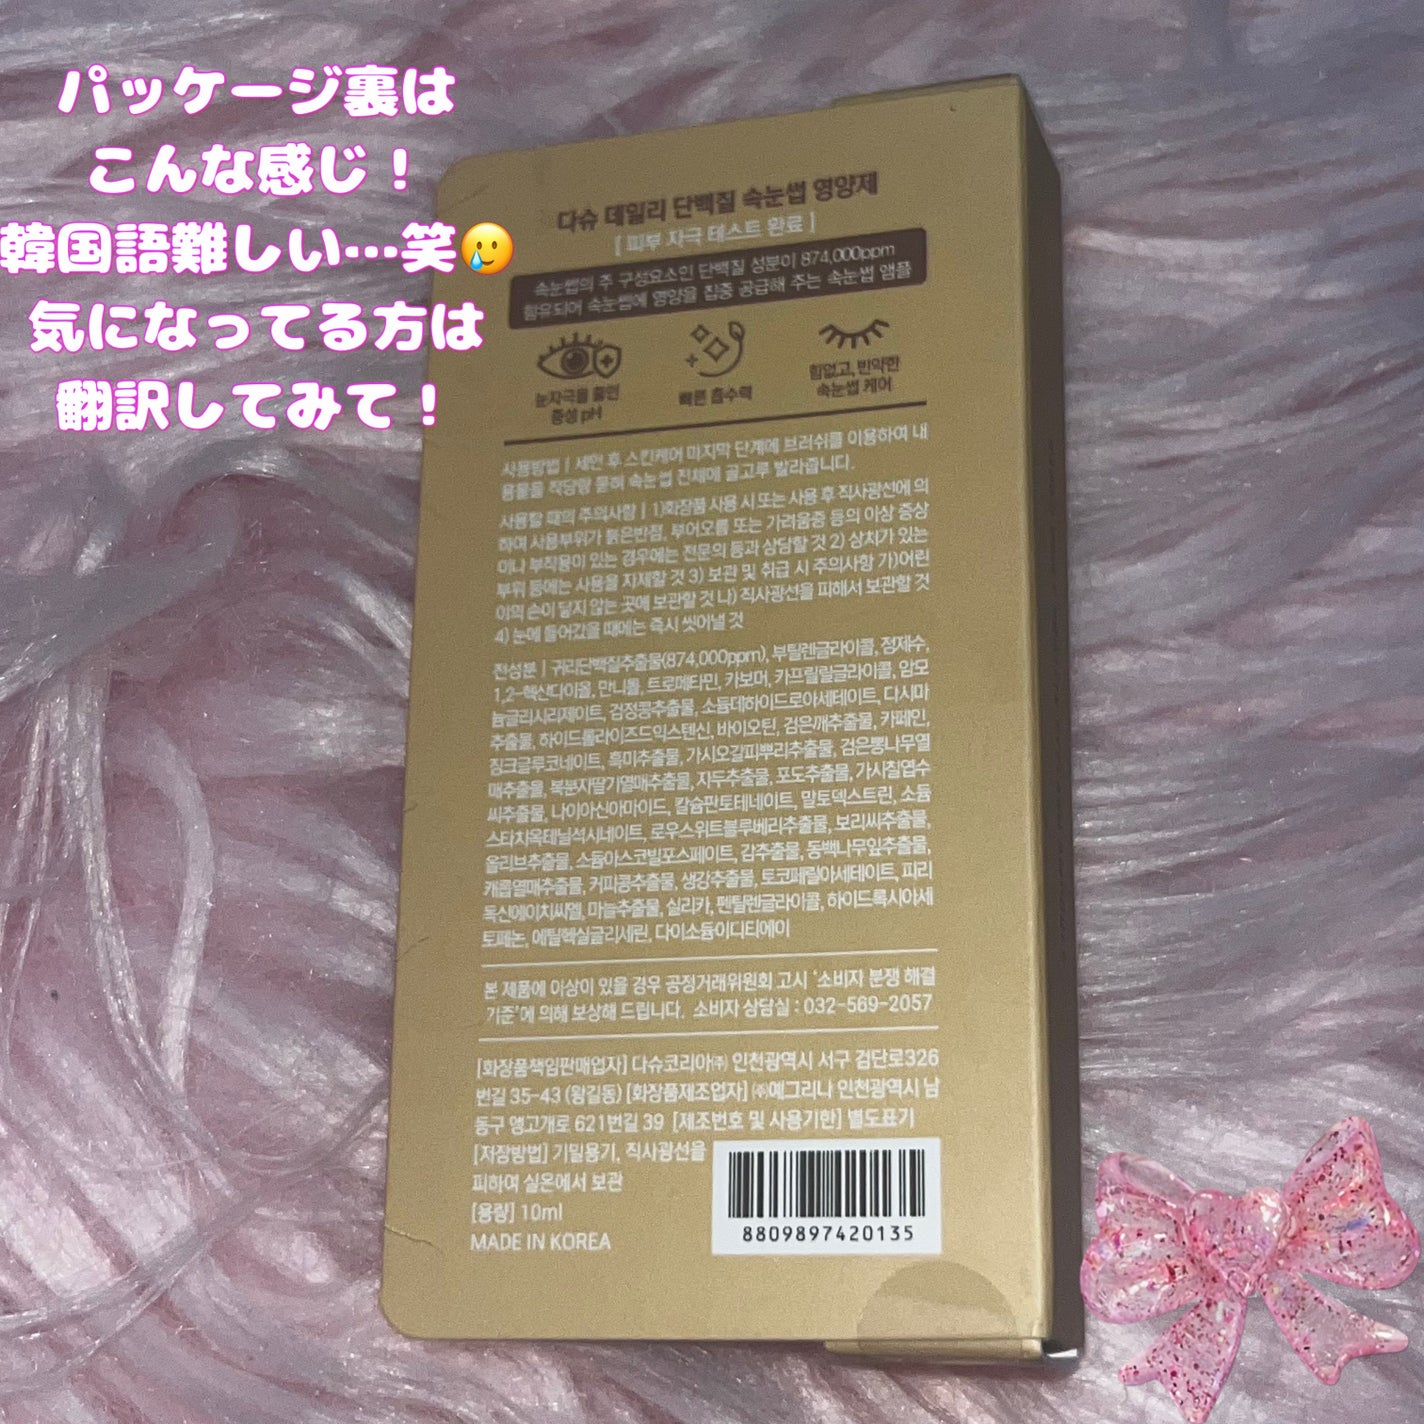 パッケージ裏は
こんな感じ！
韓国語難しい…笑🥲
気になってる方は
翻訳してみて！
다슈 데일리 단백질 속눈썹 영양제
[ 피부 자극 테스트 완료 ]
속눈썹의 주 구성요소인 단백질 성분이 874,000ppm
함유되어 속눈썹에 영양을 집중 공급해 주는 속눈썹 앰플
눈자극을 줄인
중성 pH
빠른 흡수력
힘없고, 빈약한
속눈썹 케어
사용방법 | 세안 후 스킨케어 마지막 단계에 브러쉬를 이용하여 내
용물을 적당량 묻혀 속눈썹 전체에 골고루 발라줍니다.
사용할 때의 주의사항 | 1)화장품 사용 시 또는 사용 후 직사광선에 의
하여 사용부위가 붉은반점, 부어오름 또는 가려움증 등의 이상 증상
이나 부작용이 있는 경우에는 전문의 등과 상담할 것 2) 상처가 있는
부위 등에는 사용을 자제할 것 3) 보관 및 취급 시 주의사항 가)어린
이의 손이 닿지 않는 곳에 보관할 것 나) 직사광선을 피해서 보관할 것
4) 눈에 들어갔을 때에는 즉시 씻어낼 것
전성분 | 귀리단백질추출물(874,000ppm), 부틸렌글라이콜, 정제수,
1,2-헥산다이올, 만니톨, 트로메타민, 카보머, 카프릴릴글라이콜, 암모
늄글리시리제이트, 검정콩추출물, 소듐데하이드로아세테이트, 다시마
추출물, 하이드롤라이즈드익스텐신, 바이오틴, 검은깨추출물, 카페인,
징크글루코네이트, 흑미추출물, 가시오갈피뿌리추출물, 검은뽕나무열
매추출물, 복분자딸기열매추출물, 자두추출물, 포도추출물, 가시칠엽수
씨추출물, 나이아신아마이드, 칼슘판토테네이트, 말토덱스트린, 소듐
스타치옥테닐석시네이트, 로우스위트블루베리추출물, 보리씨추출물,
올리브추출물, 소듐아스코빌포스페이트, 감추출물, 동백나무잎추출물,
캐롭열매추출물, 커피콩추출물, 생강추출물, 토코페릴아세테이트, 피리
독신에이치씨엘, 마늘추출물, 실리카, 펜틸렌글라이콜, 하이드록시아세
토페논, 에틸헥실글리세린, 다이소듐이디티에이
본 제품에 이상이 있을 경우 공정거래위원회 고시 '소비자 분쟁 해결
기준'에 의해 보상해 드립니다. 소비자 상담실 : 032-569-2057
[화장품책임판매업자] 다슈코리아㈜ 인천광역시 서구 검단로326
번길 35-43 (왕길동) [화장품제조업자] ㈜에그리나 인천광역시 남
동구 앵고개로 621번길 39 [제조번호 및 사용기한] 별도표기
[저장방법] 기밀용기, 직사광선을
피하여 실온에서 보관
[용량] 10ml
MADE IN KOREA
8809897420135